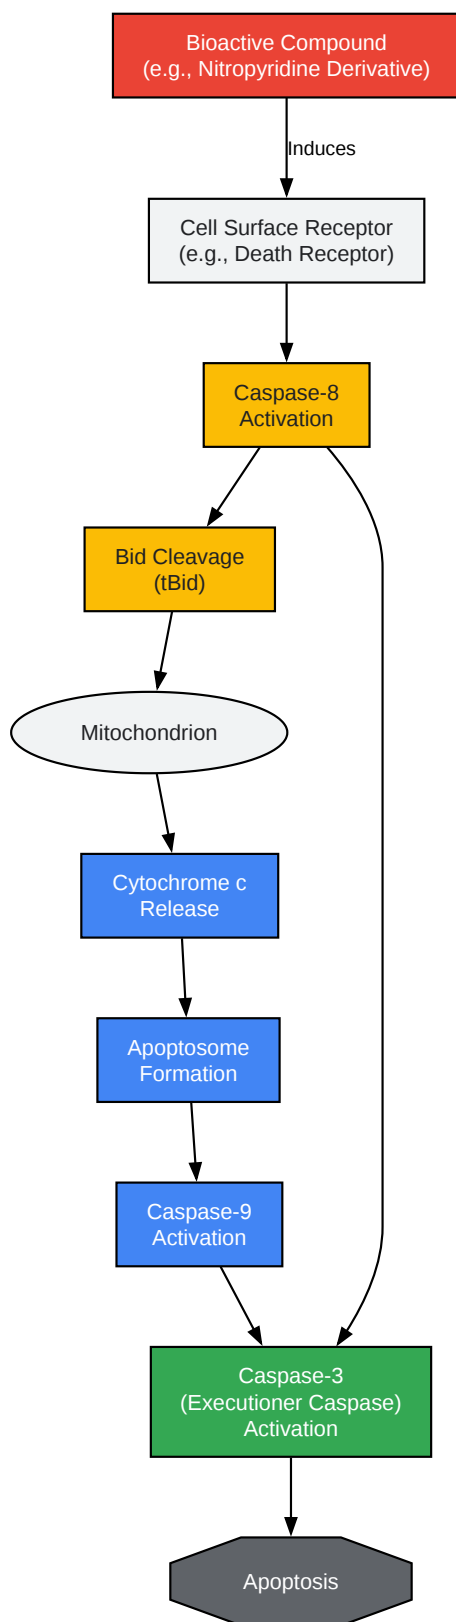 Bioactive Compound
(e.g., Nitropyridine Derivative)
Induces
Cell Surface Receptor
(e.g., Death Receptor)
Caspase-8
Activation
Bid Cleavage
(tBid)
Mitochondrion
Cytochrome c
Release
Apoptosome
Formation
Caspase-9
Activation
Caspase-3
(Executioner Caspase)
Activation
Apoptosis